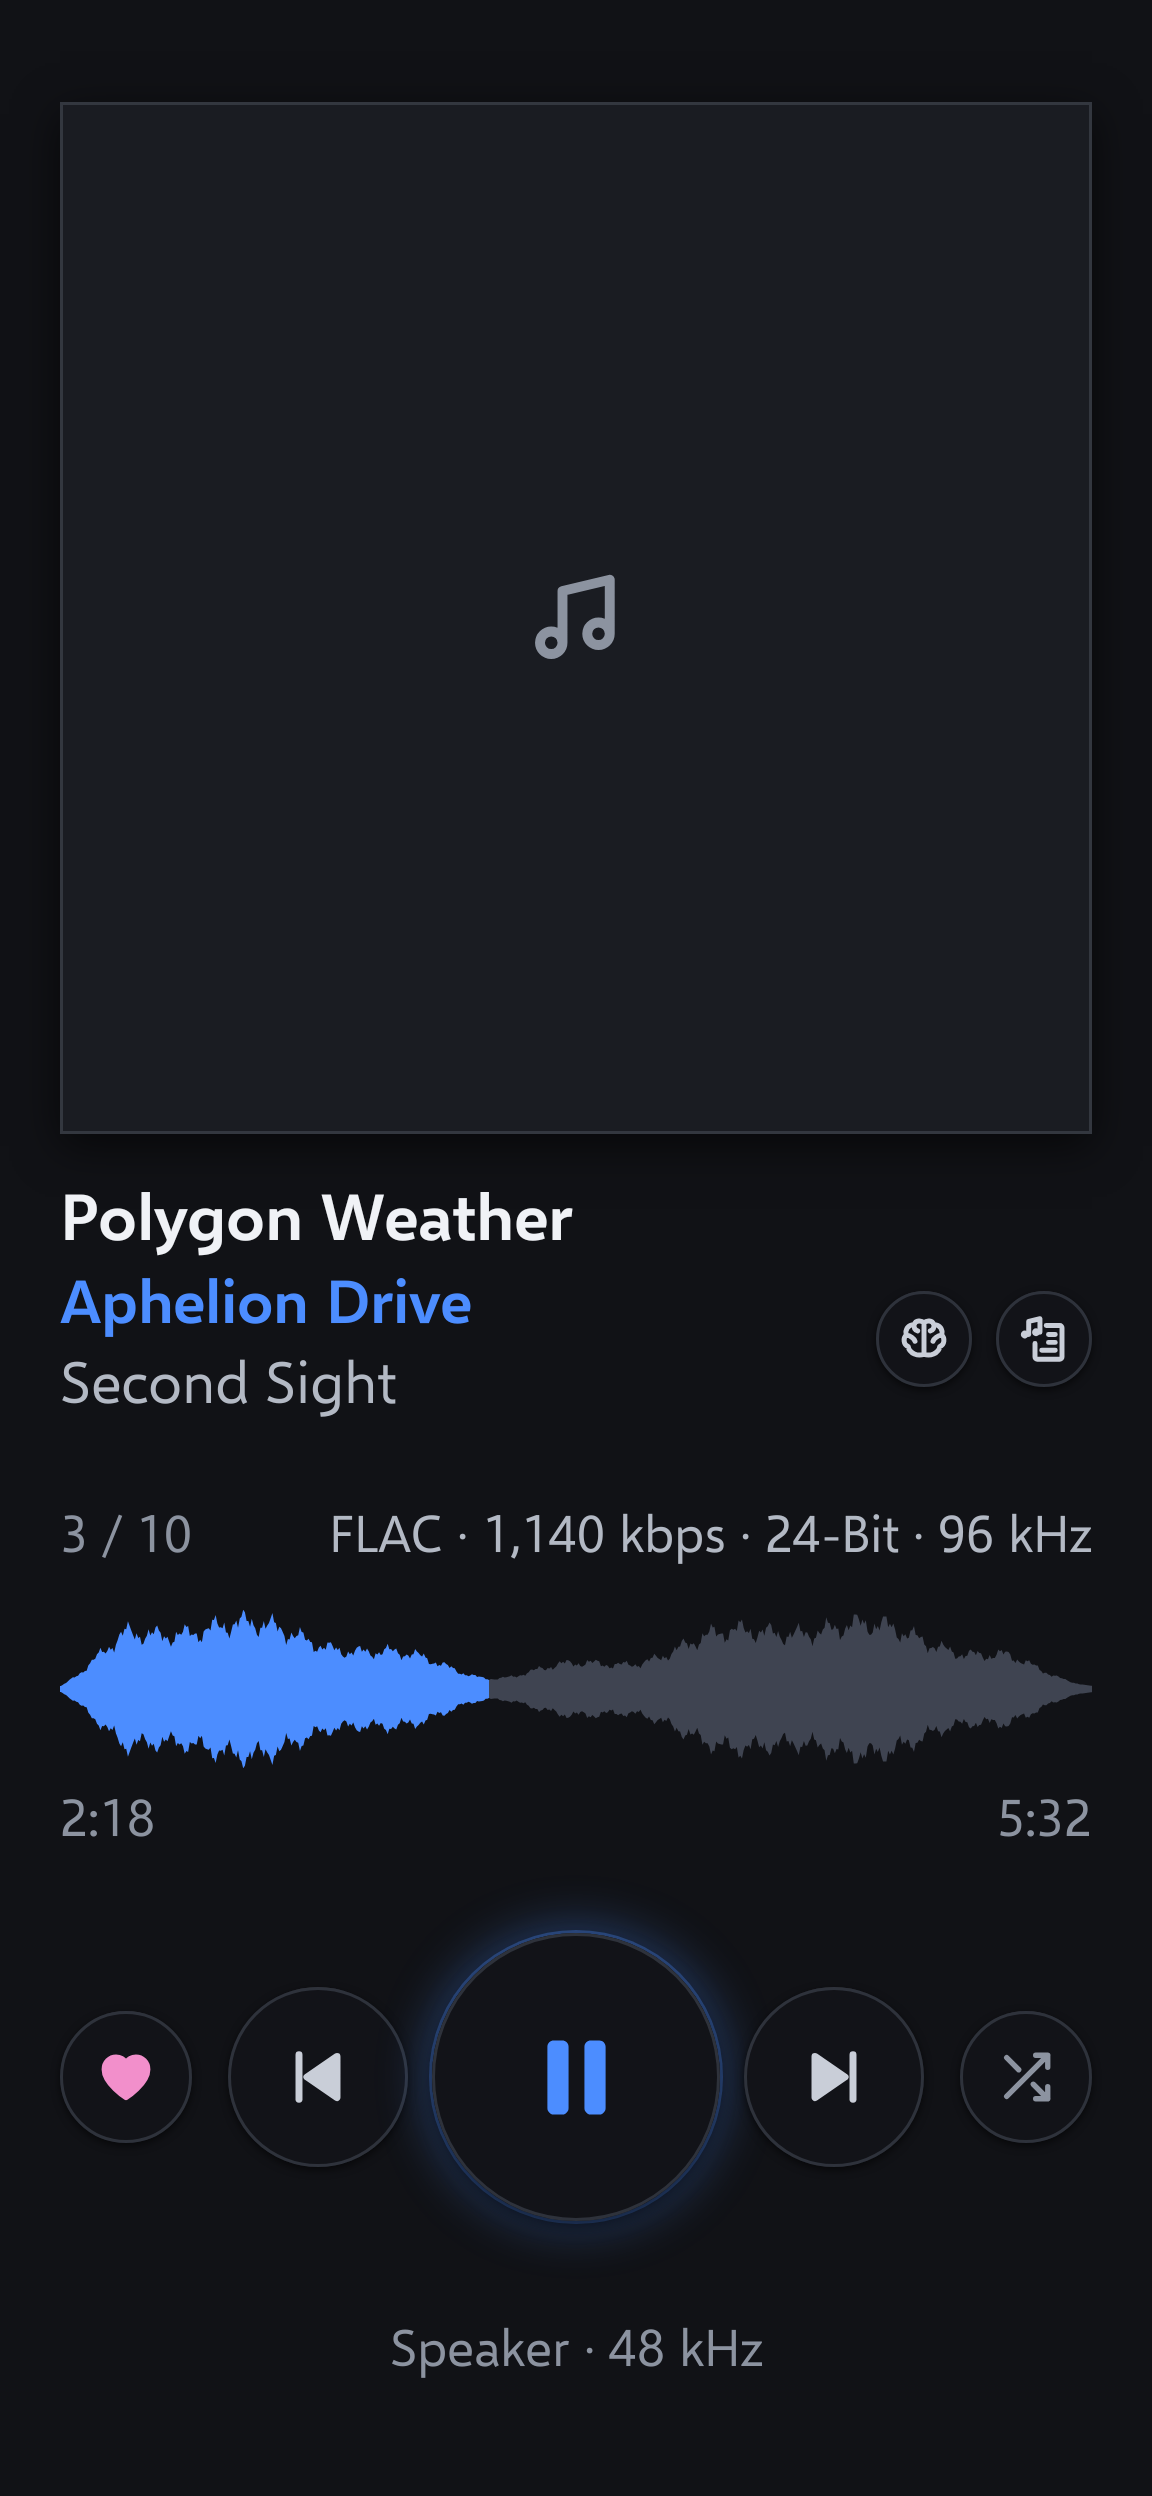 Polygon Weather
Aphelion Drive
Second Sight
3 / 10 FLAC · 1,140 kbps · 24-Bit · 96 kHz
2:18 5:32
Speaker · 48 kHz